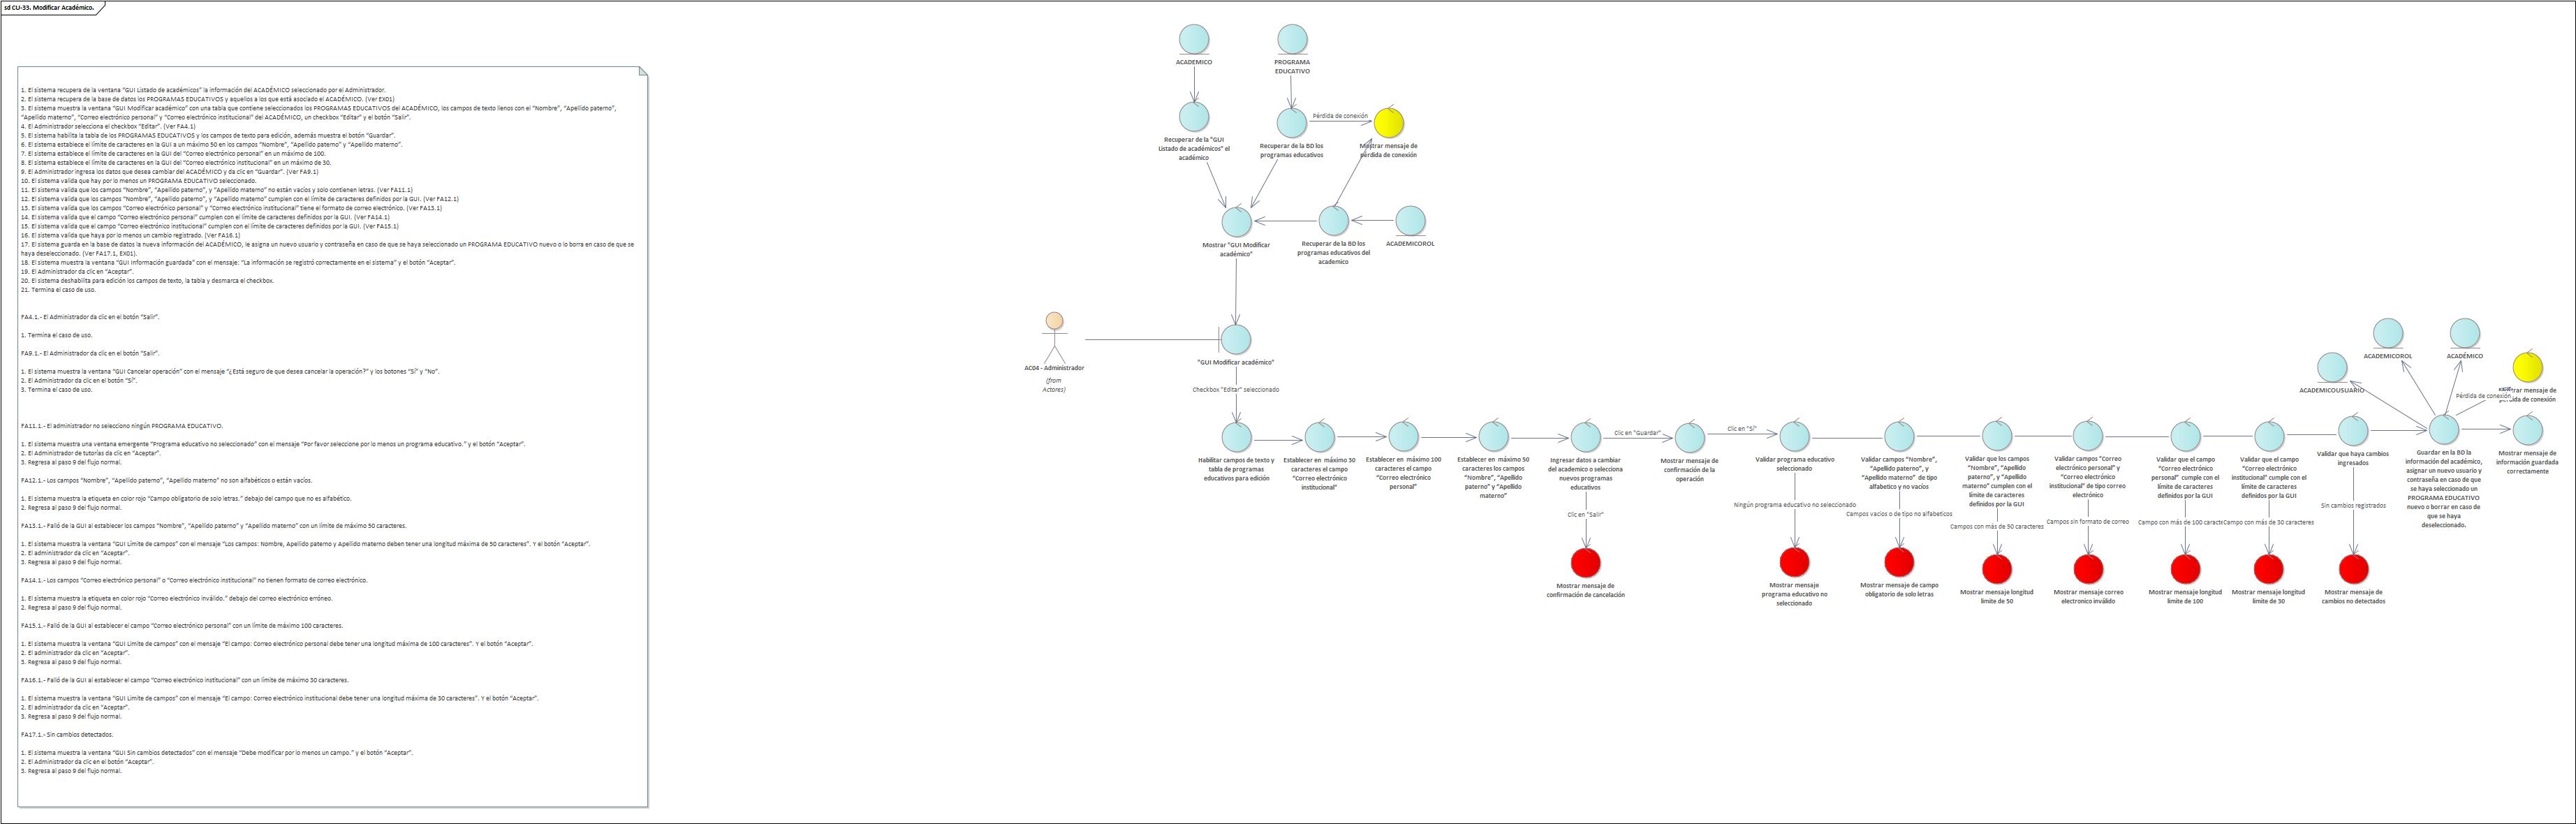 sd CU-33. Modificar Académico.
1. El sistema recupera de la ventana "GUI Listado de académicos" la información del ACADÉMICO seleccionado por el Administrador.
2. El sistema recupera de la base de datos los PROGRAMAS EDUCATIVOS y aquellos a los que está asociado el ACADÉMICO. (Ver EX01)
3. El sistema muestra la ventana "GUI Modificar académico" con una tabla que contiene seleccionados los PROGRAMAS EDUCATIVOS del ACADÉMICO, los campos de texto llenos con el "Nombre", "Apellido paterno",
"Apellido materno", "Correo electrónico personal" y "Correo electrónico institucional" del ACADÉMICO, un checkbox "Editar" y el botón "Salir".
4. El Administrador selecciona el checkbox "Editar". (Ver FA4.1)
5. El sistema habilita la tabla de los PROGRAMAS EDUCATIVOS y los campos de texto para edición, además muestra el botón "Guardar".
6. El sistema establece el límite de caracteres en la GUI a un máximo 50 en los campos "Nombre", "Apellido paterno" y "Apellido materno".
7. El sistema establece el límite de caracteres en la GUI del "Correo electrónico personal" en un máximo de 100.
8. El sistema establece el límite de caracteres en la GUI del "Correo electrónico institucional" en un máximo de 30.
9. El Administrador ingresa los datos que desea cambiar del ACADÉMICO y da clic en "Guardar". (Ver FA9.1)
10. El sistema valida que hay por lo menos un PROGRAMA EDUCATIVO seleccionado.
11. El sistema valida que los campos "Nombre", "Apellido paterno", y "Apellido materno" no están vacíos y solo contienen letras. (Ver FA11.1)
12. El sistema valida que los campos "Nombre", "Apellido paterno", y "Apellido materno" cumplen con el límite de caracteres definidos por la GUI. (Ver FA12.1)
13. El sistema valida que los campos "Correo electrónico personal" y "Correo electrónico institucional" tiene el formato de correo electrónico. (Ver FA13.1)
14. El sistema valida que el campo "Correo electrónico personal" cumplen con el límite de caracteres definidos por la GUI. (Ver FA14.1)
15. El sistema valida que el campo "Correo electrónico institucional" cumplen con el límite de caracteres definidos por la GUI. (Ver FA15.1)
16. El sistema valida que haya por lo menos un cambio registrado. (Ver FA16.1)
17. El sistema guarda en base de datos la nueva información del ACADÉMICO, le asigna un nuevo usuario y contraseña en caso de que se haya seleccionado un PROGRAMA EDUCATIVO nuevo o lo borra en caso de que se
haya deseleccionado. (Ver FA17.1, EX01).
18. El sistema muestra la ventana "GUI Información guardada" con el mensaje: "La información se registró correctamente en el sistema" y el botón "Aceptar".
19. El Administrador da clic en "Aceptar".
20. El sistema deshabilita para edición los campos de texto, la tabla y desmarca el checkbox.
21. Termina el caso de uso.
FA4.1.- El Administrador da clic en el botón "Salir".
1. Termina el caso de uso.
FA9.1.- El Administrador da clic en el botón "Salir".
1. El sistema muestra la ventana "GUI Cancelar operación" con el mensaje "¿Está seguro de que desea cancelar la operación?" y los botones "Sí" y "No".
2. El Administrador da clic en el botón "Sí".
3. Termina el caso de uso.
FA11.1.- El administrador no selecciono ningún PROGRAMA EDUCATIVO.
1. El sistema muestra una ventana emergente "Programa educativo no seleccionado" con el mensaje "Por favor seleccione por lo menos un programa educativo." y el botón "Aceptar".
2. El Administrador de tutorías da clic en "Aceptar".
3. Regresa al paso 9 del flujo normal.
FA12.1.- Los campos "Nombre", "Apellido paterno", "Apellido materno" no son alfabéticos o están vacíos.
1. El sistema muestra la etiqueta en color rojo "Campo obligatorio de solo letras." debajo del campo que no es alfabético.
2. Regresa al paso 9 del flujo normal.
FA13.1.- Falló de la GUI al establecer los campos "Nombre", "Apellido paterno" y "Apellido materno" con un límite de máximo 50 caracteres.
1. El sistema muestra la ventana "GUI Límite de campos" con el mensaje "Los campos: Nombre, Apellido paterno y Apellido materno deben tener una longitud máxima de 50 caracteres". Y el botón "Aceptar".
2. El administrador da clic en "Aceptar".
3. Regresa al paso 9 del flujo normal.
FA14.1.- Los campos "Correo electrónico personal" o "Correo electrónico institucional" no tienen formato de correo electrónico.
1. El sistema muestra la etiqueta en color rojo "Correo electrónico inválido." debajo del correo electrónico erróneo.
2. Regresa al paso 9 del flujo normal.
FA15.1.- Falló de la GUI al establecer el campo "Correo electrónico personal" con un límite de máximo 100 caracteres.
1. El sistema muestra la ventana "GUI Límite de campos" con el mensaje "El campo: Correo electrónico personal debe tener una longitud máxima de 100 caracteres". Y el botón "Aceptar".
2. El administrador da clic en "Aceptar".
3. Regresa al paso 9 del flujo normal.
FA16.1.- Falló de la GUI al establecer el campo "Correo electrónico institucional" con un límite de máximo 30 caracteres.
1. El sistema muestra la ventana "GUI Límite de campos" con el mensaje "El campo: Correo electrónico institucional debe tener una longitud máxima de 30 caracteres". Y el botón "Aceptar".
2. El administrador da clic en "Aceptar".
3. Regresa al paso 9 del flujo normal.
FA17.1.- Sin cambios detectados.
1. El sistema muestra la ventana "GUI Sin cambios detectados" con el mensaje "Debe modificar por lo menos un campo." y el botón "Aceptar".
2. El Administrador da clic en el botón "Aceptar".
3. Regresa al paso 9 del flujo normal.
ACADEMICO
PROGRAMA
EDUCATIVO
Recuperar de la "GUI
Listado de académicos" el
académico
Recuperar de la BD los
programas educativos
Pérdida de conexión
Mostrar mensaje de
pérdida de conexión
Mostrar "GUI Modificar
académico"
Recuperar de la BD los
programas educativos del
academico
ACADEMICOROL
AC04 - Administrador
(from
Actores)
"GUI Modificar académico"
Checkbox "Editar" seleccionado
Habilitar campos de texto y
tabla de programas
educativos para edición
Establecer en máximo 30
caracteres el campo
"Correo electrónico
institucional"
Establecer en máximo 100
caracteres el campo
"Correo electrónico
personal"
Establecer en máximo 50
caracteres los campos
"Nombre", "Apellido
paterno" y "Apellido
materno"
Ingresar datos a cambiar
del academico o selecciona
nuevos programas
educativos
Clic en "Salir"
Mostrar mensaje de
confirmación de cancelación
Clic en "Guardar"
Mostrar mensaje de
confirmación de la
operación
Clic en "Sí"
Validar programa educativo
seleccionado
Ningún programa educativo no seleccionado
Mostrar mensaje
programa educativo no
seleccionado
Validar campos "Nombre",
"Apellido paterno", y
"Apellido materno" de tipo
alfabetico y no vacíos
Campos vacíos o de tipo no alfabeticos
Mostrar mensaje de campo
obligatorio de solo letras
Validar que los campos
"Nombre", "Apellido
paterno", y "Apellido
materno" cumplen con el
límite de caracteres
definidos por la GUI
Campos con más de 50 caracteres
Mostrar mensaje longitud
límite de 50
Validar campos "Correo
electrónico personal" y
"Correo electrónico
institucional" de tipo correo
electrónico
Campos sin formato de correo
Mostrar mensaje correo
electronico inválido
Validar que el campo
"Correo electrónico
personal" cumple con el
límite de caracteres
definidos por la GUI
Campos con más de 100
Mostrar mensaje longitud
límite de 100
Validar que el campo
"Correo electrónico
institucional" cumple con el
límite de caracteres
definidos por la GUI
Campos con más de 30 caracteres
Mostrar mensaje longitud
límite de 30
Validar que haya cambios
ingresados
Sin cambios registrados
Mostrar mensaje de
cambios no detectados
ACADEMICOUSUARIO
ACADEMICOROL
ACADÉMICO
Guardar en la BD la
información del académico,
asignar un nuevo usuario y
contraseña en caso de que
se haya seleccionado un
PROGRAMA EDUCATIVO
nuevo o borrar en caso de
que se haya
deseleccionado.
Pérdida de conexión
mensaje de
de conexión
Mostrar mensaje de
información guardada
correctamente